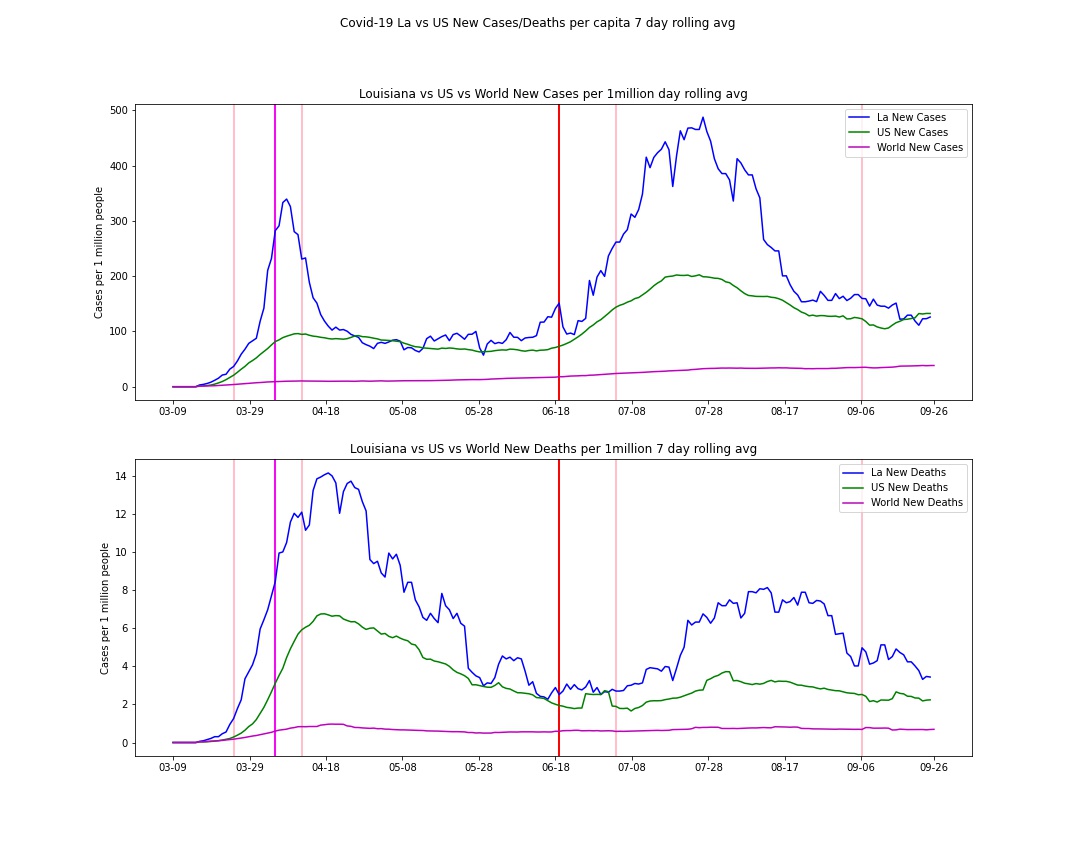 Covid-19 La vs US New Cases/Deaths per capita 7 day rolling avg
Louisiana vs US vs World New Cases per 1million day rolling avg
Cases per 1 million people
500
400
300
200
100
0
La New Cases
US New Cases
World New Cases
03-09 03-29 04-18 05-08 05-28 06-18 07-08 07-28 08-17 09-06 09-26
Louisiana vs US vs World New Deaths per 1million 7 day rolling avg
Cases per 1 million people
14
12
10
8
6
4
2
0
La New Deaths
US New Deaths
World New Deaths
03-09 03-29 04-18 05-08 05-28 06-18 07-08 07-28 08-17 09-06 09-26